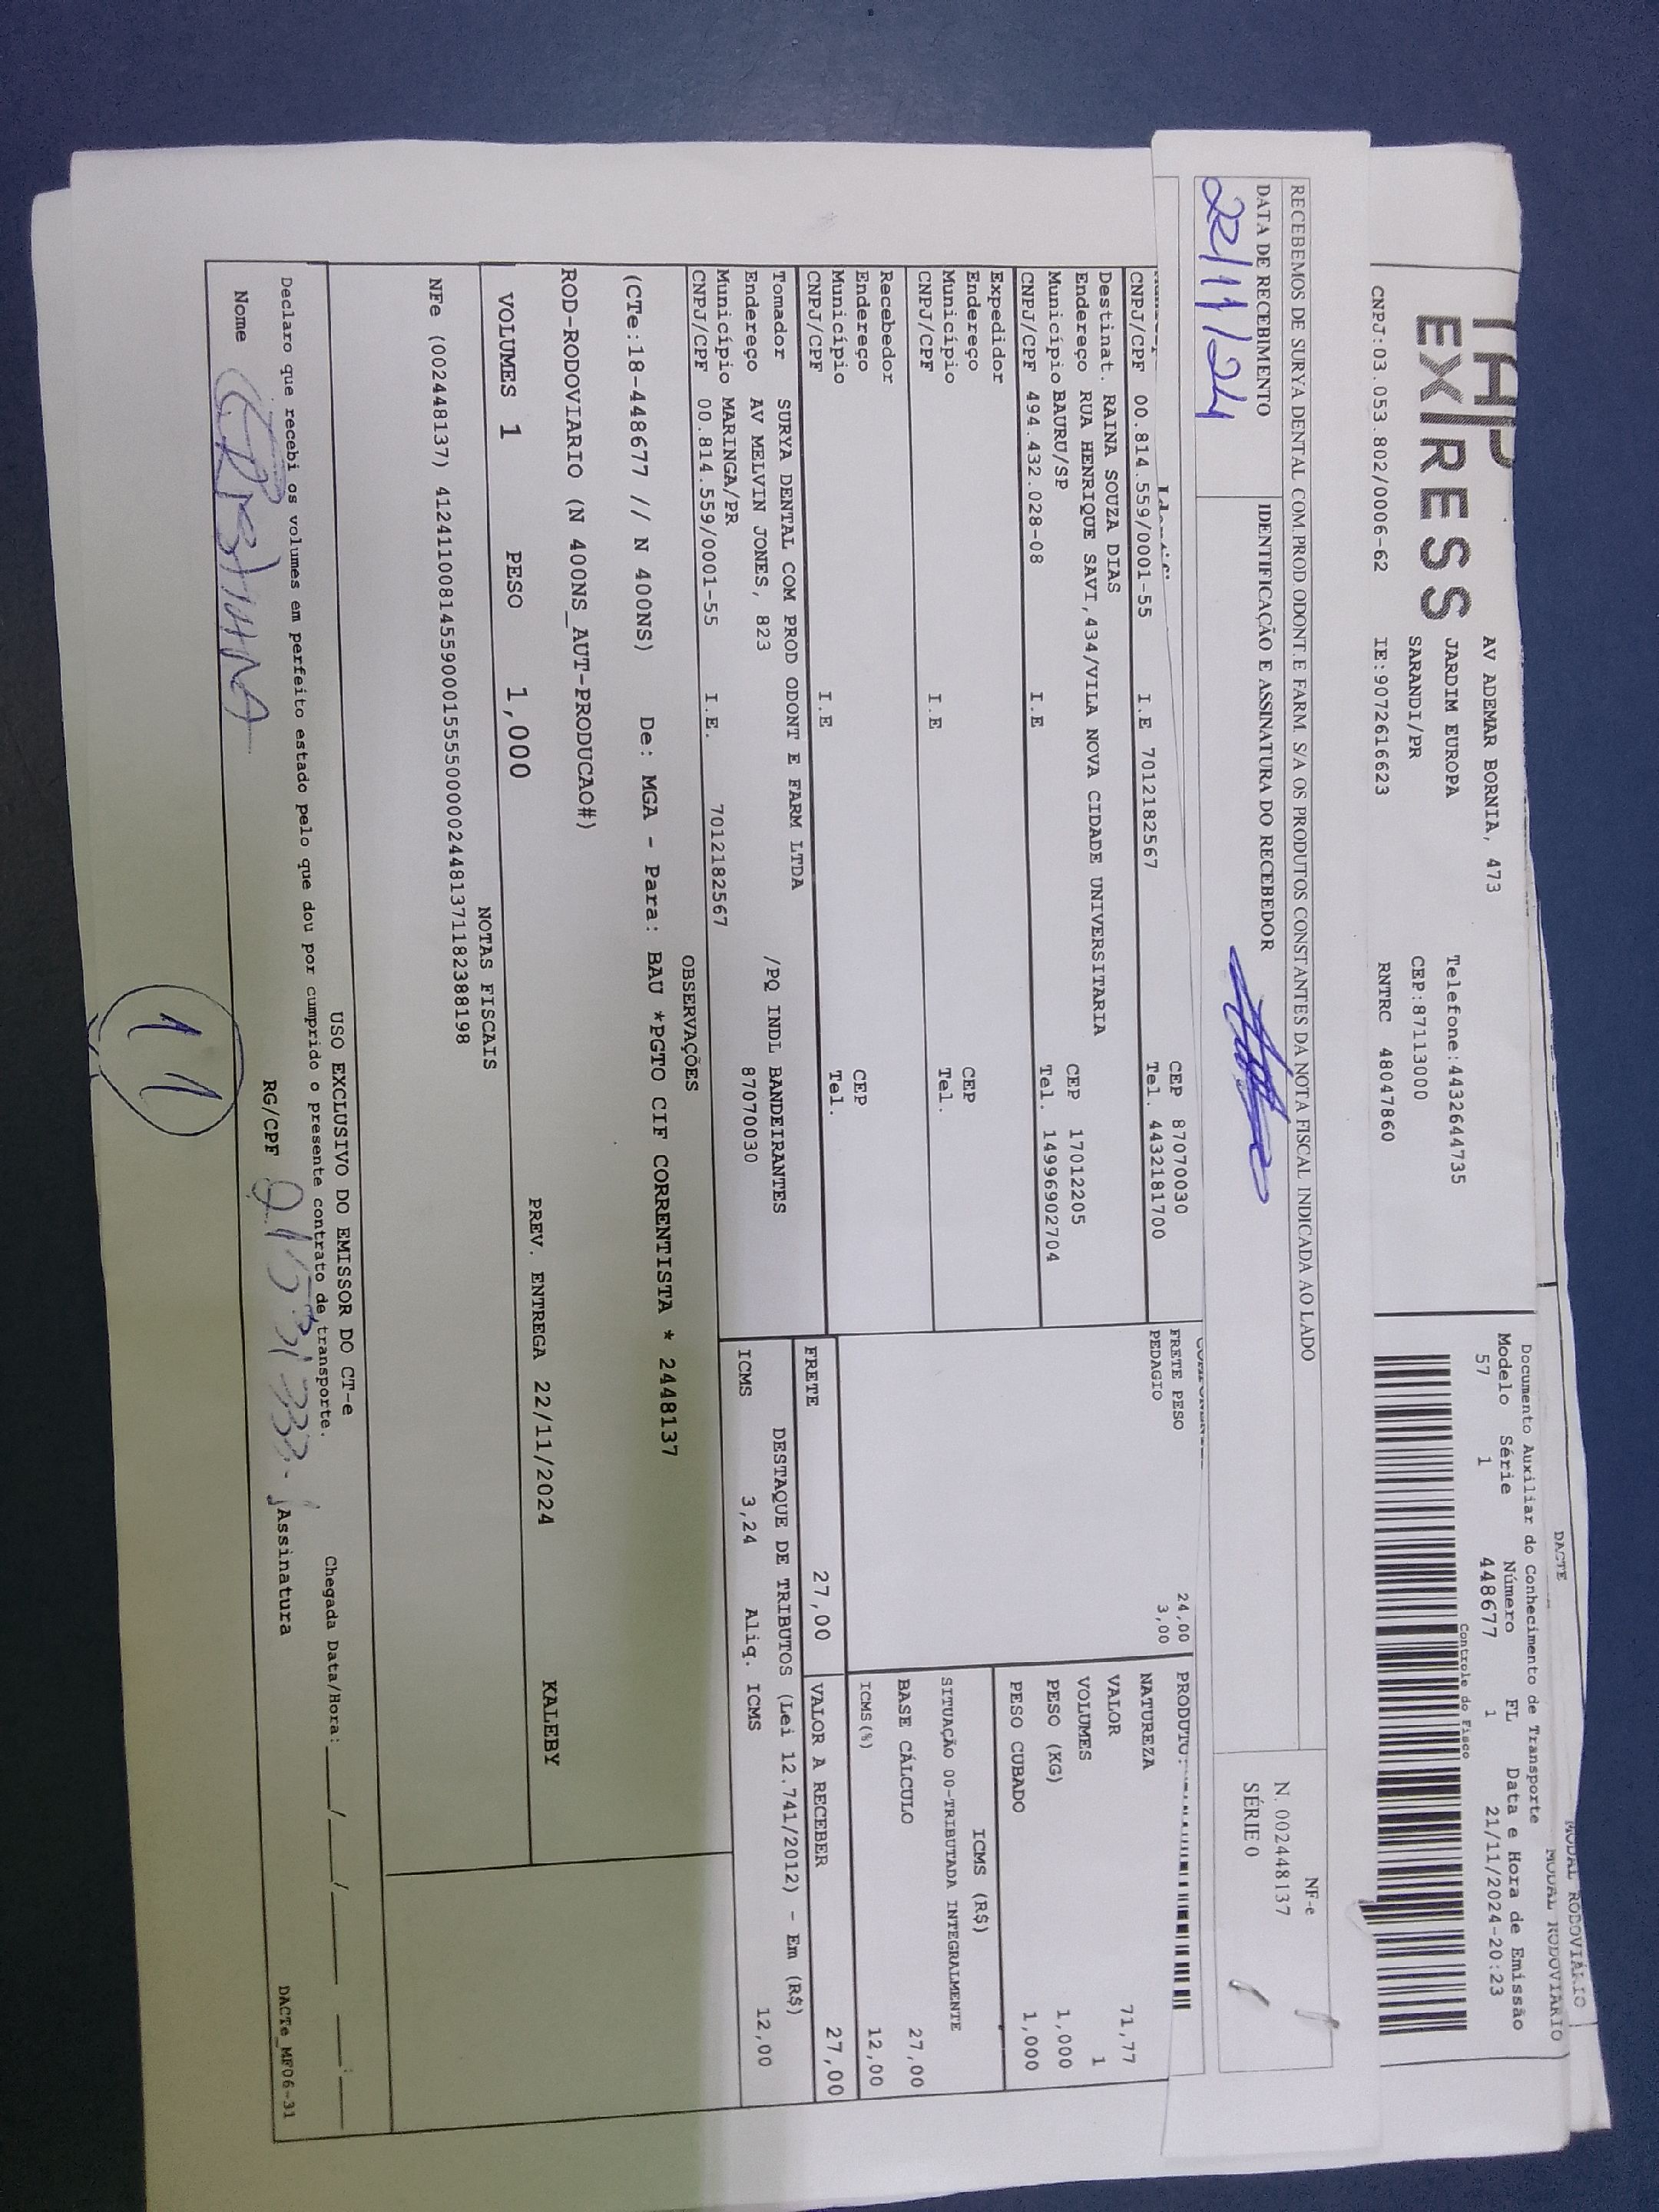 DACTE
MODAL RODOVIÁRIO
MODAL RODOVIÁRIO
EXPRESS
AV ADEMAR BORNIA, 473
JARDIM EUROPA
Telefone:4432644735
SARANDI/PR
CEP:87113000
CNPJ:03.053.802/0006-62 IE:9072616623 RNTRC 48047860
Documento Auxiliar do Conhecimento de Transporte
Modelo Série Número FL Data e Hora de Emissão
57 1 448677 1 21/11/2024-20:23
Controle do Fisco
RECEBEMOS DE SURYA DENTAL COM.PROD ODONT.E FARM. S/A OS PRODUTOS CONSTANTES DA NOTA FISCAL INDICADA AO LADO
DATA DE RECEBIMENTO
22/11/24
IDENTIFICAÇÃO E ASSINATURA DO RECEBEDOR
NF-e
N. 002448137
SÉRIE 0
CEP 87070030
CNPJ/CPF 00.814.559/0001-55 I.E 7012182567 Tel. 4432181700
Destinat. RAINA SOUZA DIAS
Endereço RUA HENRIQUE SAVI,434/VILA NOVA CIDADE UNIVERSITARIA
Município BAURU/SP CEP 17012205
CNPJ/CPF 494.432.028-08 I.E Tel. 14996902704
Expedidor
Endereço
Município CEP
CNPJ/CPF I.E Tel.
Recebedor
Endereço
Município CEP
CNPJ/CPF I.E Tel.
Tomador SURYA DENTAL COM PROD ODONT E FARM LTDA
Endereço AV MELVIN JONES, 823 /PQ INDL BANDEIRANTES
Município MARINGA/PR 87070030
CNPJ/CPF 00.814.559/0001-55 I.E. 7012182567
FRETE PESO 24,00
PEDAGIO 3,00
PRODUTO:
NATUREZA
VALOR 71,77
VOLUMES 1
PESO (KG) 1,000
PESO CUBADO 1,000
ICMS (R$)
SITUAÇÃO 00-TRIBUTADA INTEGRALMENTE
BASE CÁLCULO 27,00
ICMS(%) 12,00
FRETE 27,00 VALOR A RECEBER 27,00
DESTAQUE DE TRIBUTOS (Lei 12.741/2012) - Em (R$)
ICMS 3,24 Aliq. ICMS 12,00
OBSERVAÇÕES
(CTe:18-448677 // N 400NS) De: MGA - Para: BAU *PGTO CIF CORRENTISTA * 2448137
ROD-RODOVIARIO (N 400NS_AUT-PRODUCAO#)
VOLUMES 1 PESO 1,000 PREV. ENTREGA 22/11/2024 KALEBY
NOTAS FISCAIS
NFe (002448137) 41241100814559000155550000024481371182388198
USO EXCLUSIVO DO EMISSOR DO CT-e
Declaro que recebi os volumes em perfeito estado pelo que dou por cumprido o presente contrato de transporte.
Chegada Data/Hora: ___/___/_____ ___:___
Nome RG/CPF Assinatura
DACTe_MF06-31
11